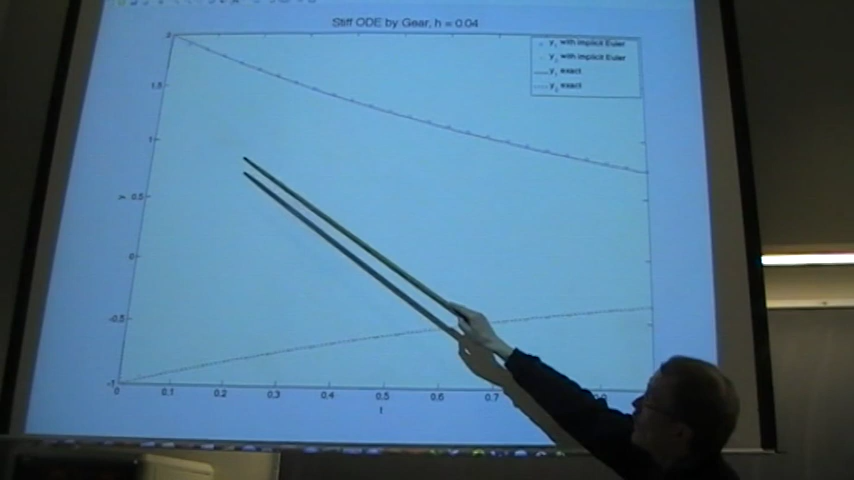 Stiff ODE by Gear, h = 0.04
y1 with implicit Euler
y2 with implicit Euler
y1 exact
y2 exact
2
1.5
1
y 0.5
0
-0.5
-1
0 0.1 0.2 0.3 0.4 0.5 0.6 0.7 0.8
t